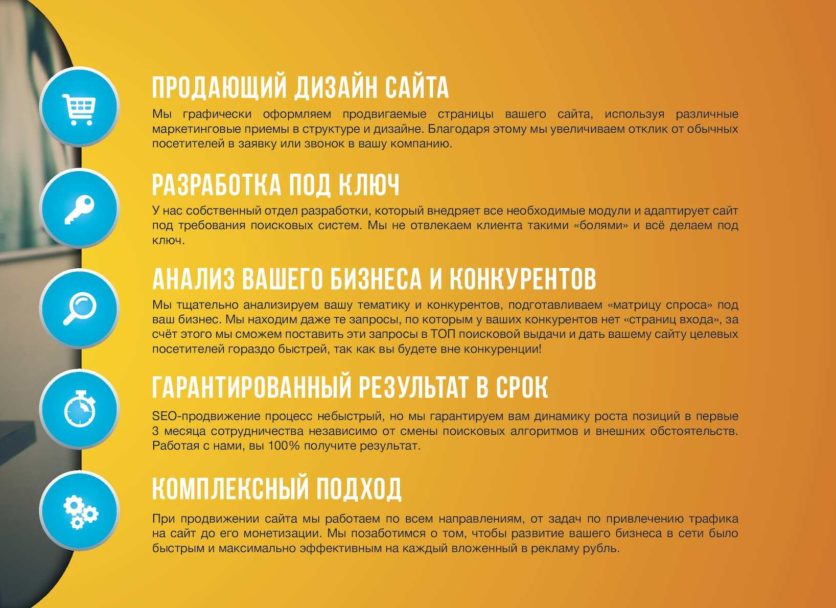 ПРОДАЮЩИЙ ДИЗАЙН САЙТА
Мы графически оформляем продвигаемые страницы вашего сайта, используя различные
маркетинговые приемы в структуре и дизайне. Благодаря этому мы увеличиваем отклик от обычных
посетителей в заявку или звонок в вашу компанию.
РАЗРАБОТКА ПОД КЛЮЧ
У нас собственный отдел разработки, который внедряет все необходимые модули и адаптирует сайт
под требования поисковых систем. Мы не отвлекаем клиента такими «болями» и всё делаем под
ключ.
АНАЛИЗ ВАШЕГО БИЗНЕСА И КОНКУРЕНТОВ
Мы тщательно анализируем вашу тематику и конкурентов, подготавливаем «матрицу спроса» под
ваш бизнес. Мы находим даже те запросы, по которым у ваших конкурентов нет «страниц входа», за
счёт этого мы сможем поставить эти запросы в ТОП поисковой выдачи и дать вашему сайту целевых
посетителей гораздо быстрей, так как вы будете вне конкуренции!
ГАРАНТИРОВАННЫЙ РЕЗУЛЬТАТ В СРОК
SEO-продвижение процесс небыстрый, но мы гарантируем вам динамику роста позиций в первые
3 месяца сотрудничества независимо от смены поисковых алгоритмов и внешних обстоятельств.
Работая с нами, вы 100% получите результат.
КОМПЛЕКСНЫЙ ПОДХОД
При продвижении сайта мы работаем по всем направлениям, от задач по привлечению трафика
на сайт до его монетизации. Мы позаботимся о том, чтобы развитие вашего бизнеса в сети было
быстрым и максимально эффективным на каждый вложенный в рекламу рубль.